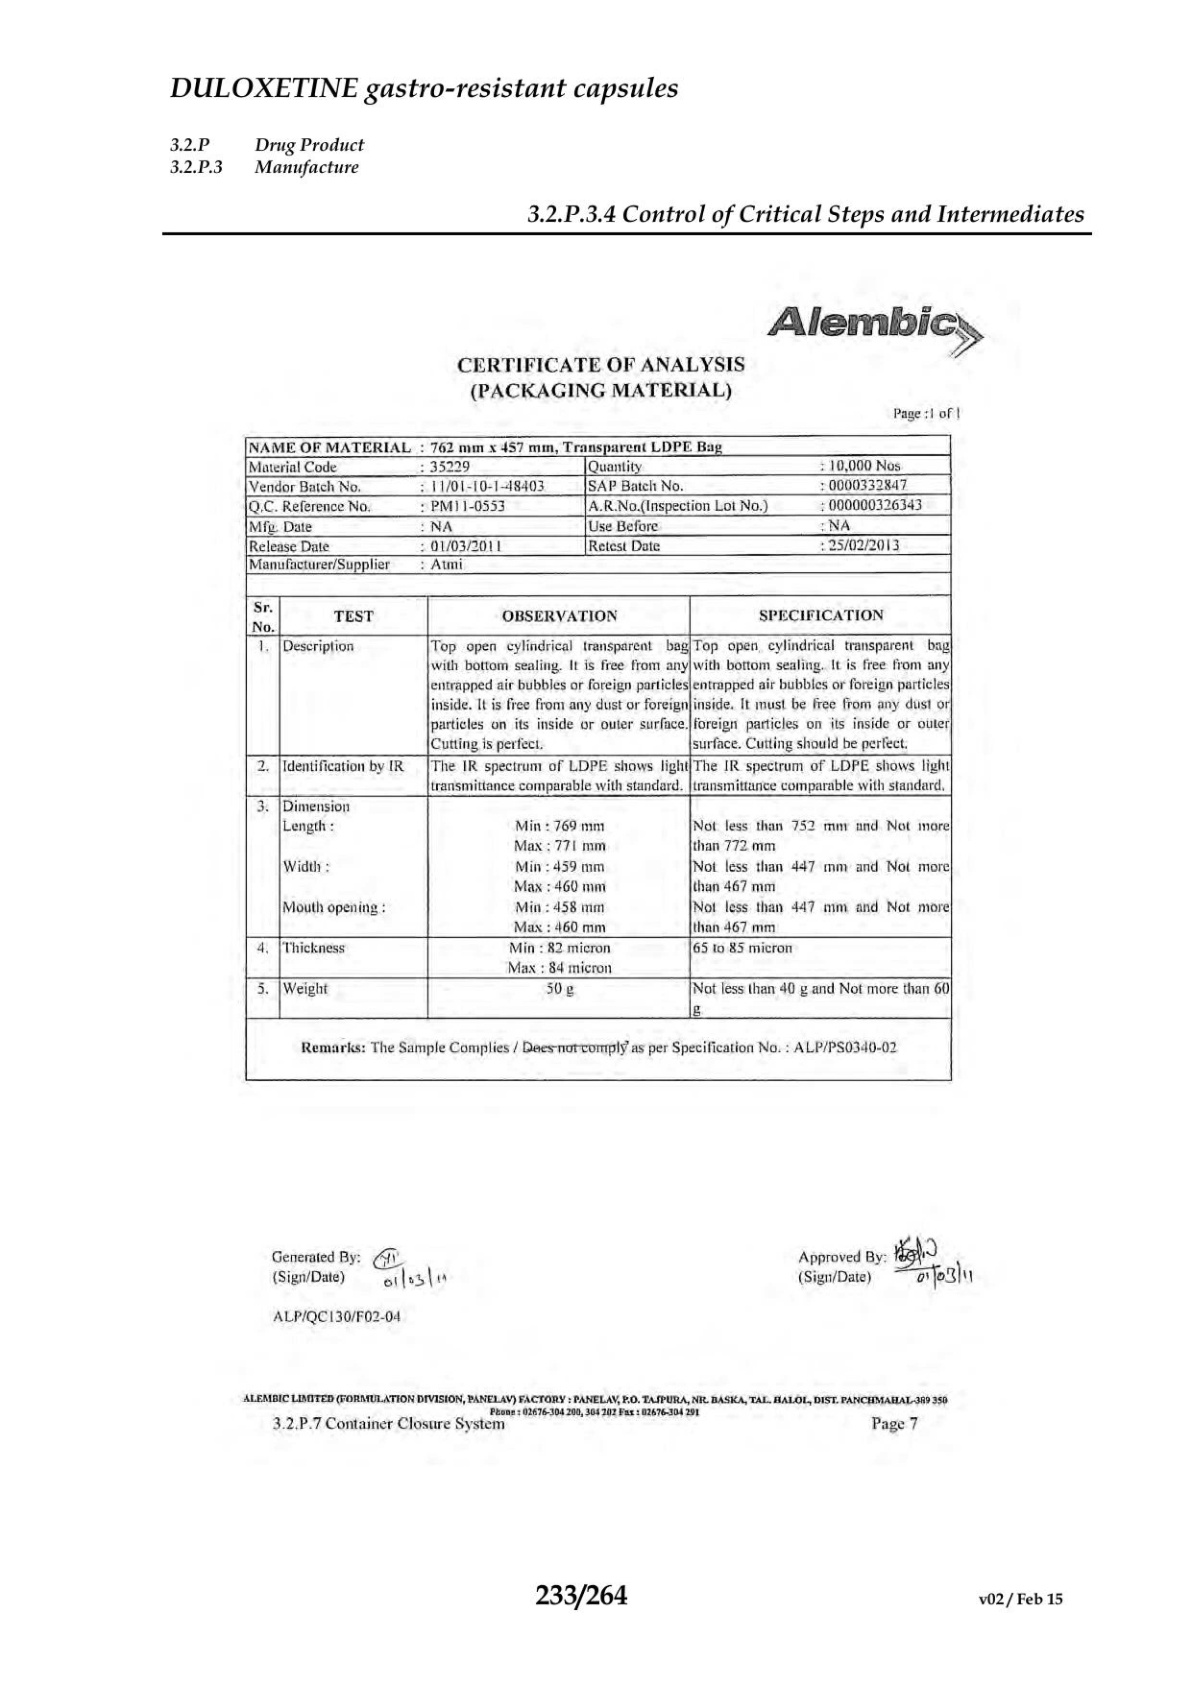 DULOXETINE gastro-resistant capsules
3.2.P Drug Product
3.2.P.3 Manufacture
3.2.P.3.4 Control of Critical Steps and Intermediates
Alembic
CERTIFICATE OF ANALYSIS
(PACKAGING MATERIAL)
Page :1 of 1
NAME OF MATERIAL : 762 mm x 457 mm, Transparent LDPE Bag
Material Code : 35229 Quantity : 10,000 Nos
Vendor Batch No. : 11/01-10-1-48403 SAP Batch No. : 0000332847
Q.C. Reference No. : PM11-0553 A.R.No.(Inspection Lot No.) : 000000326343
Mfg. Date : NA Use Before : NA
Release Date : 01/03/2011 Retest Date : 25/02/2013
Manufacturer/Supplier : Atmi
Sr. No. TEST OBSERVATION SPECIFICATION
1. Description Top open cylindrical transparent bag Top open cylindrical transparent bag
with bottom sealing. It is free from any with bottom sealing. It is free from any
entrapped air bubbles or foreign particles entrapped air bubbles or foreign particles
inside. It is free from any dust or foreign inside. It must be free from any dust or
particles on its inside or outer surface. foreign particles on its inside or outer
Cutting is perfect. surface. Cutting should be perfect.
2. Identification by IR The IR spectrum of LDPE shows light The IR spectrum of LDPE shows light
transmittance comparable with standard. transmittance comparable with standard.
3. Dimension
Length : Min : 769 mm Not less than 752 mm and Not more
Max : 771 mm than 772 mm
Width : Min : 459 mm Not less than 447 mm and Not more
Max : 460 mm than 467 mm
Mouth opening : Min : 458 mm Not less than 447 mm and Not more
Max : 460 mm than 467 mm
4. Thickness Min : 82 micron 65 to 85 micron
Max : 84 micron
5. Weight 50 g Not less than 40 g and Not more than 60
g
Remarks: The Sample Complies / Does not comply as per Specification No. : ALP/PS0340-02
Generated By: Approved By:
(Sign/Date) 01/03/11 (Sign/Date) 01/03/11
ALP/QC130/F02-04
ALEMBIC LIMITED (FORMULATION DIVISION, PANELAV) FACTORY : PANELAV, P.O. TAJPURA, NR. BASKA, TAL. HALOL, DIST. PANCHMAHAL-389 350
Phone : 02676-304 200, 304 202 Fax : 02676-304 291
3.2.P.7 Container Closure System Page 7
233/264
v02 / Feb 15